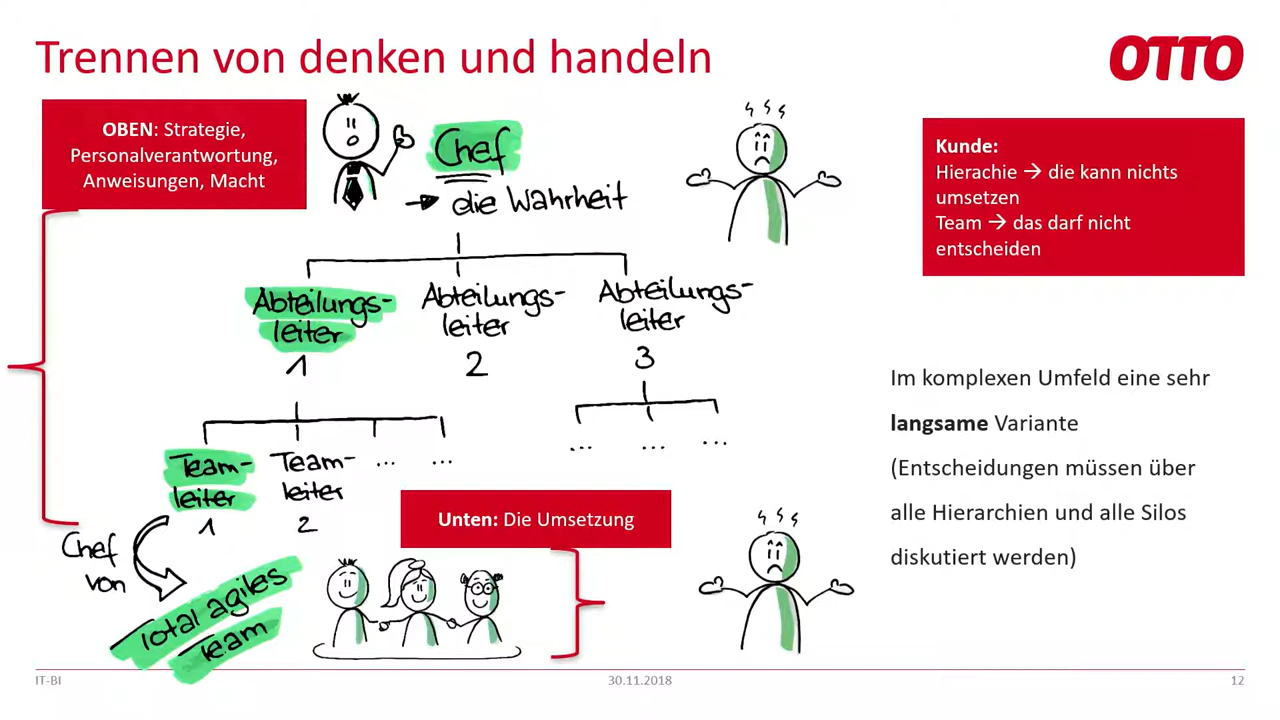 Trennen von denken und handeln
OTTO
OBEN: Strategie,
Personalverantwortung,
Anweisungen, Macht
Chef
→ die Wahrheit
Kunde:
Hierachie → die kann nichts
umsetzen
Team → das darf nicht
entscheiden
Abteilungs-
leiter
1
Abteilungs-
leiter
2
Abteilungs-
leiter
3
...
...
...
Team-
leiter
1
Team-
leiter
2
...
...
Im komplexen Umfeld eine sehr
langsame Variante
(Entscheidungen müssen über
alle Hierarchien und alle Silos
diskutiert werden)
Unten: Die Umsetzung
Chef
von
Total agiles
Team
IT-BI
30.11.2018
12